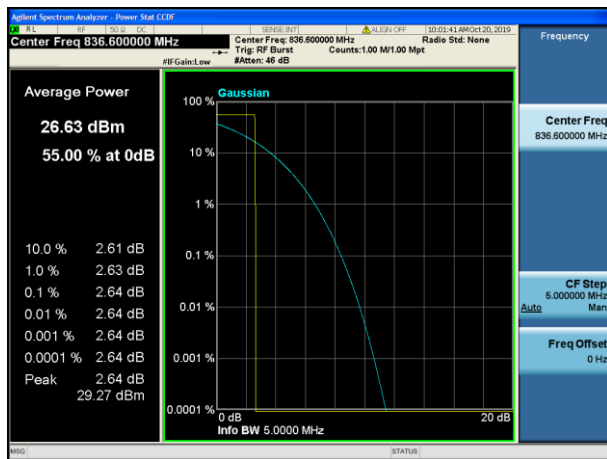 Agilent Spectrum Analyzer - Power Stat CCDF
RL RF 50 Ω DC SENSE:INT ALIGN OFF 10:01:41 AM Oct 20, 2019
Center Freq 836.600000 MHz Center Freq: 836.600000 MHz Radio Std: None
Trig: RF Burst Counts:1.00 M/1.00 Mpt
#IFGain:Low #Atten: 46 dB
Frequency
Average Power
26.63 dBm
55.00 % at 0dB
10.0 % 2.61 dB
1.0 % 2.63 dB
0.1 % 2.64 dB
0.01 % 2.64 dB
0.001 % 2.64 dB
0.0001 % 2.64 dB
Peak 2.64 dB
29.27 dBm
Gaussian
100 %
10 %
1 %
0.1 %
0.01 %
0.001 %
0.0001 %
0 dB 20 dB
Info BW 5.0000 MHz
Center Freq
836.600000 MHz
CF Step
5.000000 MHz
Auto Man
Freq Offset
0 Hz
MSG STATUS